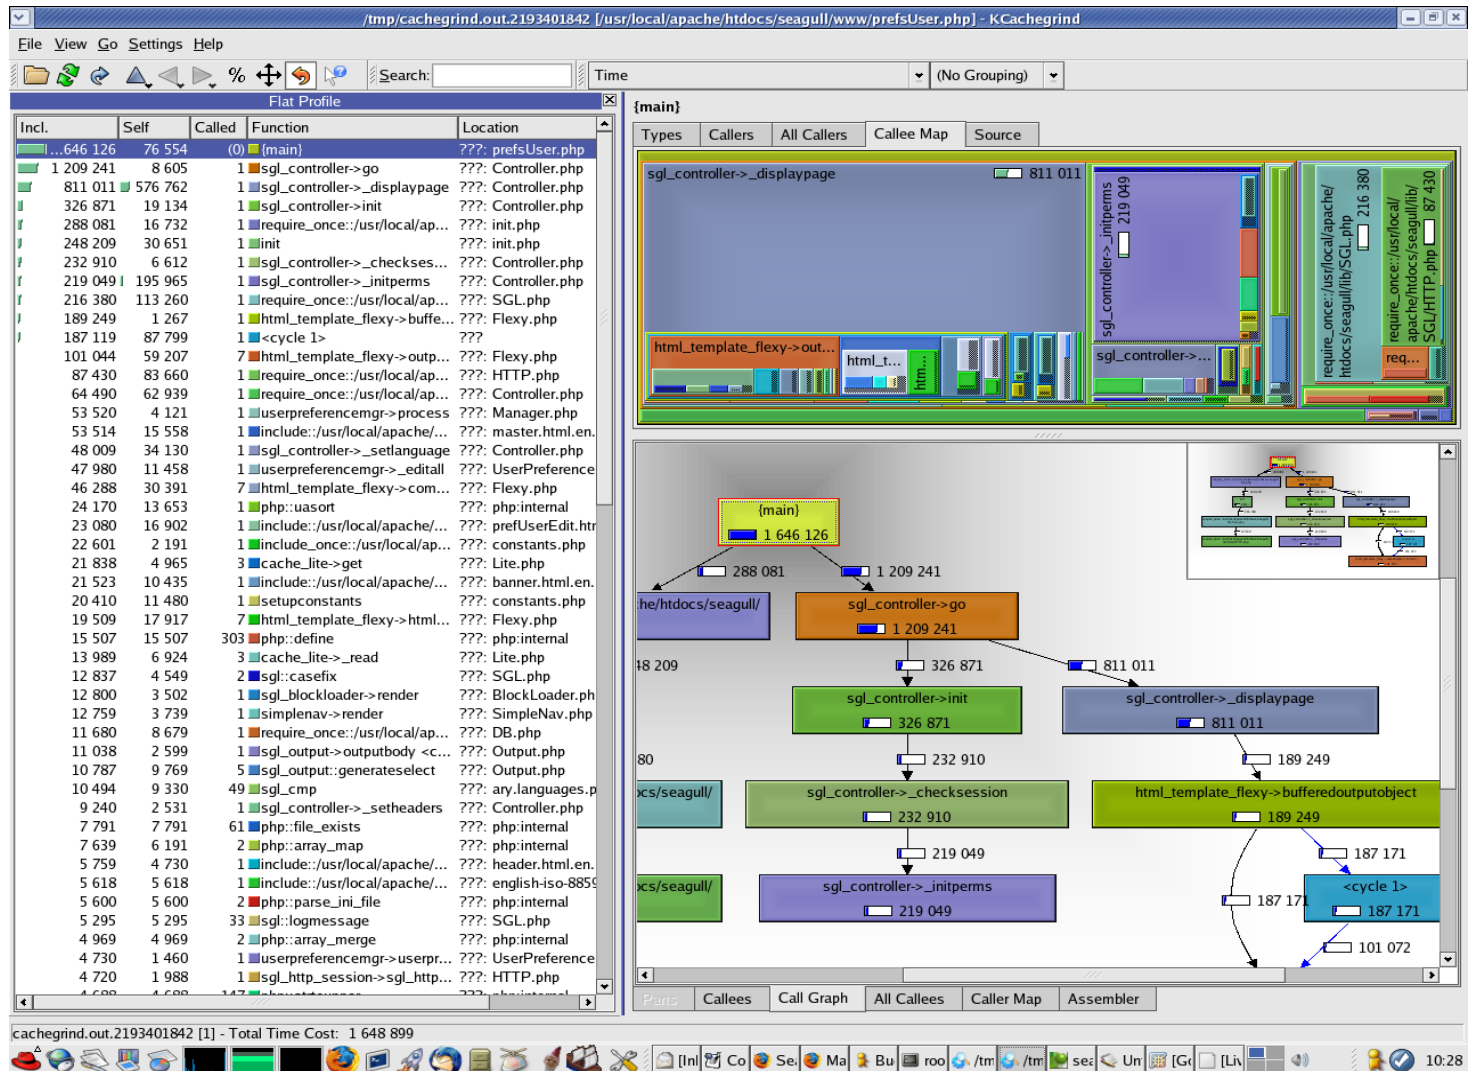 /tmp/cachegrind.out.2193401842 [/usr/local/apache/htdocs/seagull/www/prefsUser.php] - KCachegrind
File View Go Settings Help
% Search: Time (No Grouping)
Flat Profile
Incl. Self Called Function Location
...646 126 76 554 (0) {main} ???: prefsUser.php
1 209 241 8 605 1 sgl_controller->go ???: Controller.php
811 011 576 762 1 sgl_controller->_displaypage ???: Controller.php
326 871 19 134 1 sgl_controller->init ???: Controller.php
288 081 16 732 1 require_once::/usr/local/ap... ???: init.php
248 209 30 651 1 init ???: init.php
232 910 6 612 1 sgl_controller->_checkses... ???: Controller.php
219 049 195 965 1 sgl_controller->_initperms ???: Controller.php
216 380 113 260 1 require_once::/usr/local/ap... ???: SGL.php
189 249 1 267 1 html_template_flexy->buffe... ???: Flexy.php
187 119 87 799 1 <cycle 1> ???
101 044 59 207 7 html_template_flexy->outp... ???: Flexy.php
87 430 83 660 1 require_once::/usr/local/ap... ???: HTTP.php
64 490 62 939 1 require_once::/usr/local/ap... ???: Controller.php
53 520 4 121 1 userpreferencemgr->process ???: Manager.php
53 514 15 558 1 include::/usr/local/apache/... ???: master.html.en.
48 009 34 130 1 sgl_controller->_setlanguage ???: Controller.php
47 980 11 458 1 userpreferencemgr->_editall ???: UserPreference
46 288 30 391 7 html_template_flexy->com... ???: Flexy.php
24 170 13 653 1 php::uasort ???: php:internal
23 080 16 902 1 include::/usr/local/apache/... ???: prefUserEdit.htr
22 601 2 191 1 include_once::/usr/local/ap... ???: constants.php
21 838 4 965 3 cache_lite->get ???: Lite.php
21 523 10 435 1 include::/usr/local/apache/... ???: banner.html.en.
20 410 11 480 1 setupconstants ???: constants.php
19 509 17 917 7 html_template_flexy->html... ???: Flexy.php
15 507 15 507 303 php::define ???: php:internal
13 989 6 924 3 cache_lite->_read ???: Lite.php
12 837 4 549 2 sgl::casefix ???: SGL.php
12 800 3 502 1 sgl_blockloader->render ???: BlockLoader.ph
12 759 3 739 1 simplenav->render ???: SimpleNav.php
11 680 8 679 1 require_once::/usr/local/ap... ???: DB.php
11 038 2 599 1 sgl_output->outputbody <c... ???: Output.php
10 787 9 769 5 sgl_output::generateselect ???: Output.php
10 494 9 330 49 sgl_cmp ???: ary.languages.p
9 240 2 531 1 sgl_controller->_setheaders ???: Controller.php
7 791 7 791 61 php::file_exists ???: php:internal
7 639 6 191 2 php::array_map ???: php:internal
5 759 4 730 1 include::/usr/local/apache/... ???: header.html.en.
5 618 5 618 1 include::/usr/local/apache/... ???: english-iso-8859
5 600 5 600 2 php::parse_ini_file ???: php:internal
5 295 5 295 33 sgl::logmessage ???: SGL.php
4 969 4 969 2 php::array_merge ???: php:internal
4 730 1 460 1 userpreferencemgr->userpr... ???: UserPreference
4 720 1 988 1 sgl_http_session->sgl_http... ???: HTTP.php
{main}
Types Callers All Callers Callee Map Source
sgl_controller->_displaypage 811 011
html_template_flexy->out...
html_t...
htm...
sgl_controller->_initperms 219 049
sgl_controller->...
require_once::/usr/local/apache/
htdocs/seagull/lib/SGL.php 216 380
require_once::/usr/local/
apache/htdocs/seagull/lib/
SGL/HTTP.php 87 430
req...
{main}
1 646 126
288 081 1 209 241
he/htdocs/seagull/ sgl_controller->go
1 209 241
48 209 326 871 811 011
sgl_controller->init sgl_controller->_displaypage
326 871 811 011
80 232 910 189 249
ocs/seagull/ sgl_controller->_checksession html_template_flexy->bufferedoutputobject
232 910 189 249
219 049 187 171
ocs/seagull/ sgl_controller->_initperms <cycle 1>
219 049 187 171 187 171
101 072
Parts Callees Call Graph All Callees Caller Map Assembler
cachegrind.out.2193401842 [1] - Total Time Cost: 1 648 899
[Inl Co Se. Ma Bu roo /tm /tm sea Un [Ge [Liv 10:28